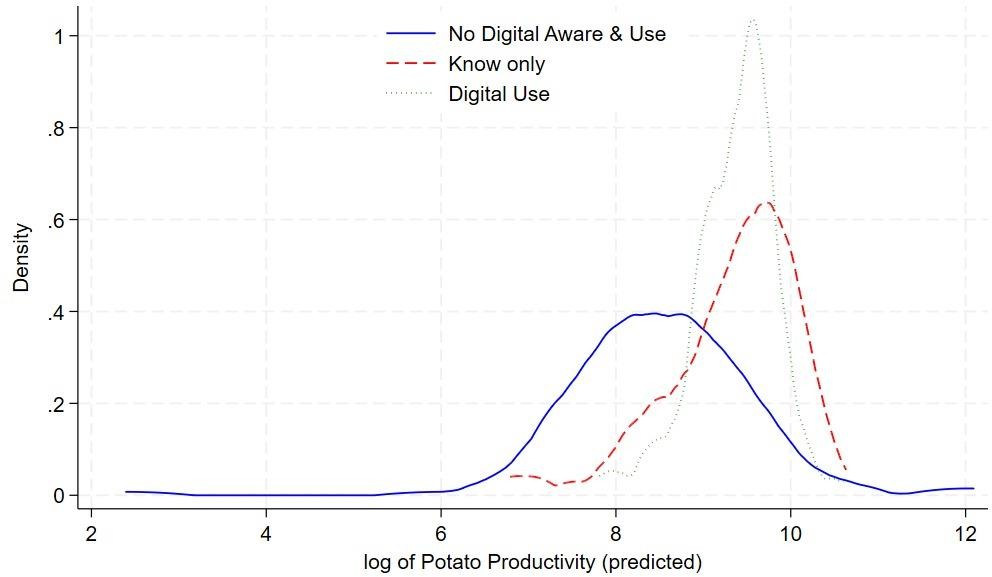 No Digital Aware & Use
Know only
Digital Use
1
.8
.6
.4
.2
0
Density
2 4 6 8 10 12
log of Potato Productivity (predicted)